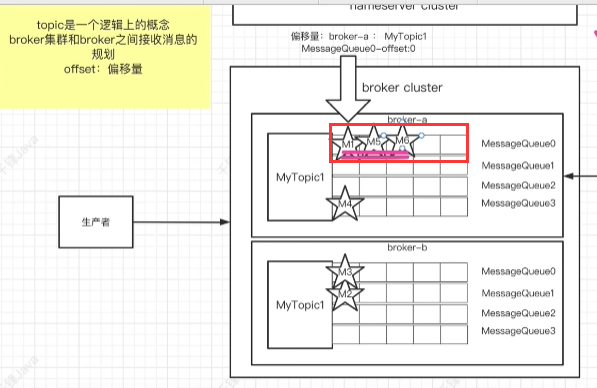 nameserver cluster
topic是一个逻辑上的概念
broker集群和broker之间接收消息的
规划
offset：偏移量
偏移量：broker-a ： MyTopic1
MessageQueue0-offset:0
broker cluster
broker-a
M1
M5
M6
MessageQueue0
MessageQueue1
MyTopic1
MessageQueue2
M4
MessageQueue3
生产者
broker-b
M3
MessageQueue0
M2
MessageQueue1
MyTopic1
MessageQueue2
MessageQueue3